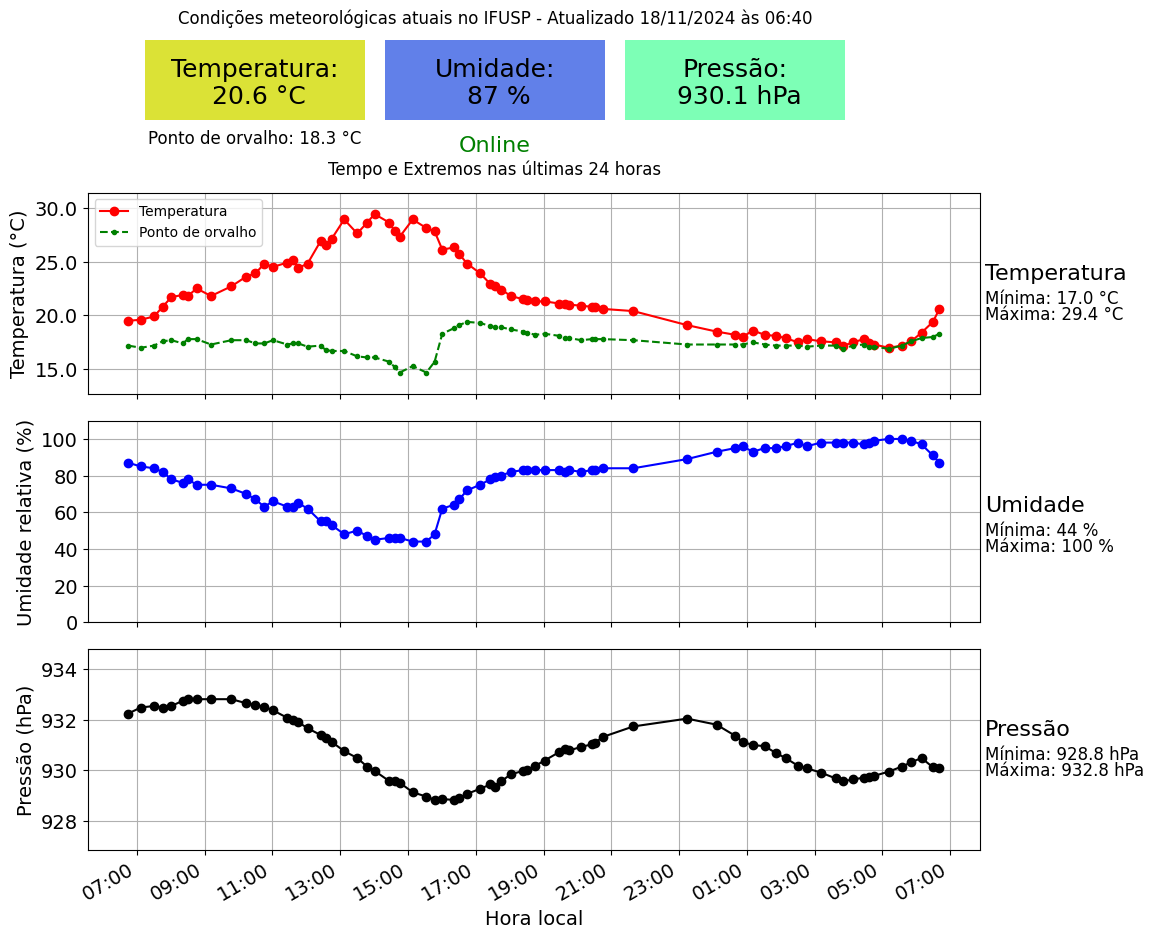 Condições meteorológicas atuais no IFUSP - Atualizado 18/11/2024 às 06:40
Temperatura:
20.6 °C
Umidade:
87 %
Pressão:
930.1 hPa
Ponto de orvalho: 18.3 °C
Online
Tempo e Extremos nas últimas 24 horas
Temperatura (°C)
30.0
25.0
20.0
15.0
Temperatura
Ponto de orvalho
Temperatura
Mínima: 17.0 °C
Máxima: 29.4 °C
Umidade relativa (%)
100
80
60
40
20
0
Umidade
Mínima: 44 %
Máxima: 100 %
Pressão (hPa)
934
932
930
928
Pressão
Mínima: 928.8 hPa
Máxima: 932.8 hPa
07:00 09:00 11:00 13:00 15:00 17:00 19:00 21:00 23:00 01:00 03:00 05:00 07:00
Hora local